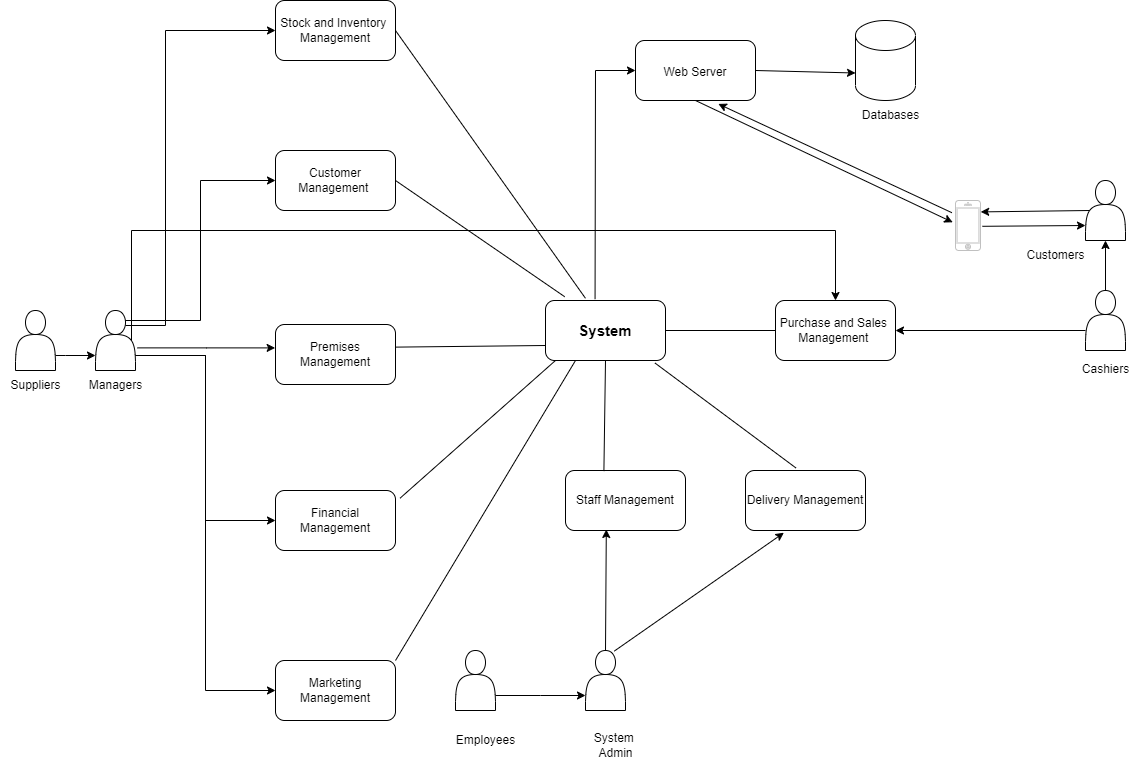 Stock and Inventory
Management
Web Server
Databases
Customer
Management
Customers
System
Purchase and Sales
Management
Premises
Management
Suppliers
Managers
Cashiers
Financial
Management
Staff Management
Delivery Management
Marketing
Management
Employees
System
Admin